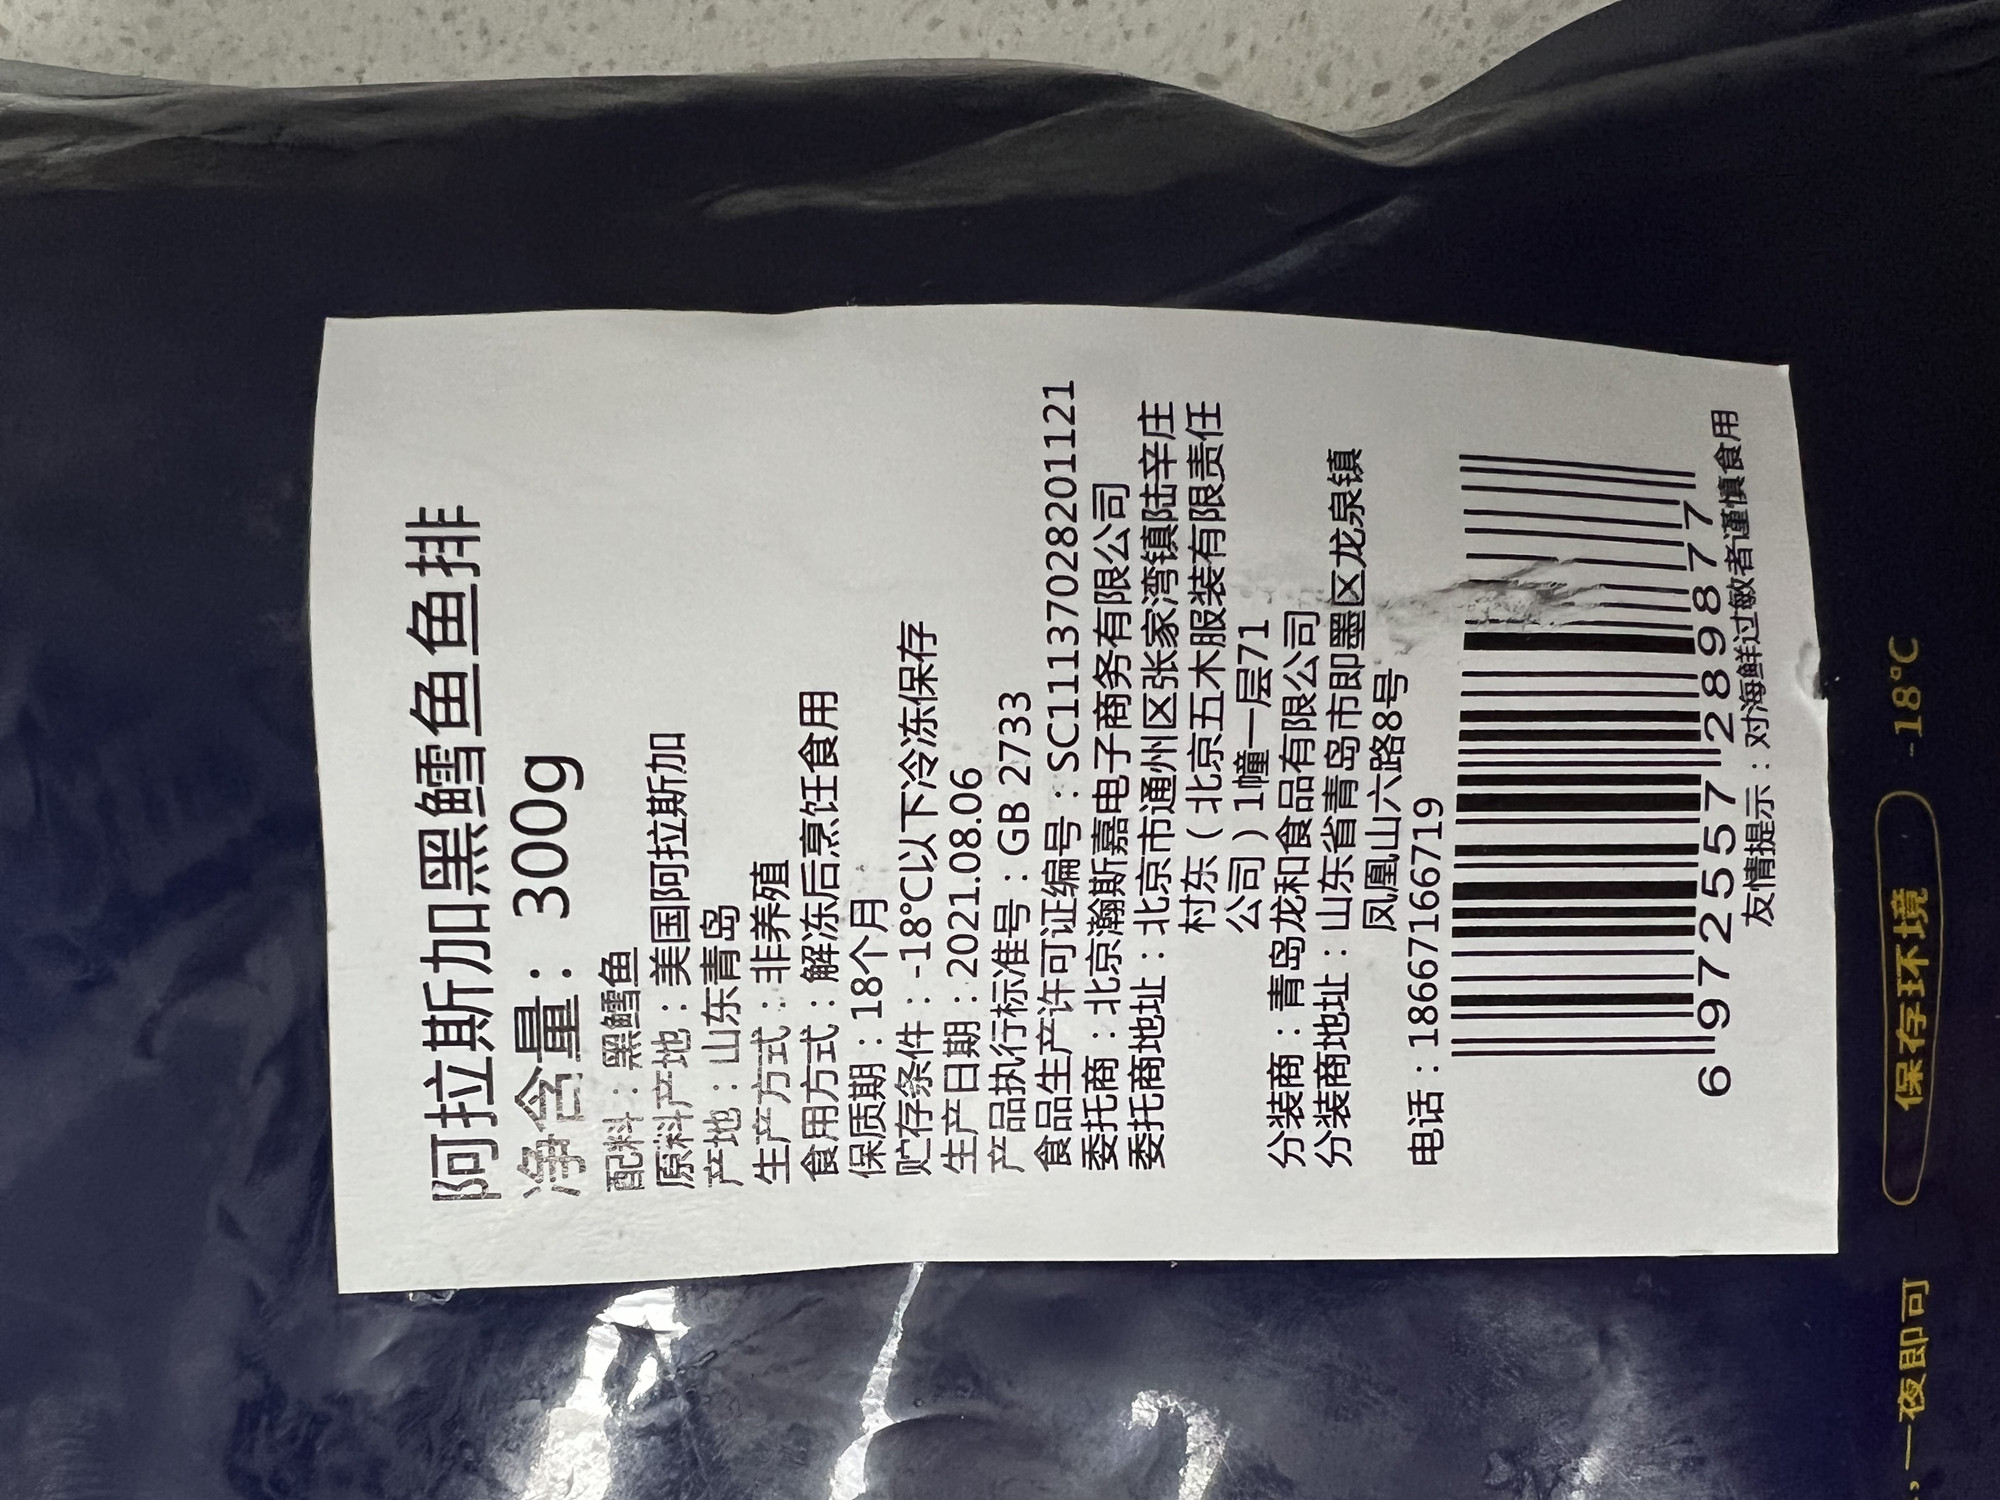 阿拉斯加黑鳕鱼鱼排
净含量：300g
配料：黑鳕鱼
原料产地：美国阿拉斯加
产地：山东青岛
生产方式：非养殖
食用方式：解冻后烹饪食用
保质期：18个月
贮存条件：-18℃以下冷冻保存
生产日期：2021.08.06
产品执行标准号：GB 2733
食品生产许可证编号：SC11137028201121
委托商：北京瀚斯嘉电子商务有限公司
委托商地址：北京市通州区张家湾镇陆辛庄
村东（北京五木服装有限责任
公司）1幢一层71
分装商：青岛龙和食品有限公司
分装商地址：山东省青岛市即墨区龙泉镇
凤凰山六路8号
电话：18667166719
6 972557 289877
友情提示：对海鲜过敏者谨慎食用
，一夜即可 保存环境 -18℃